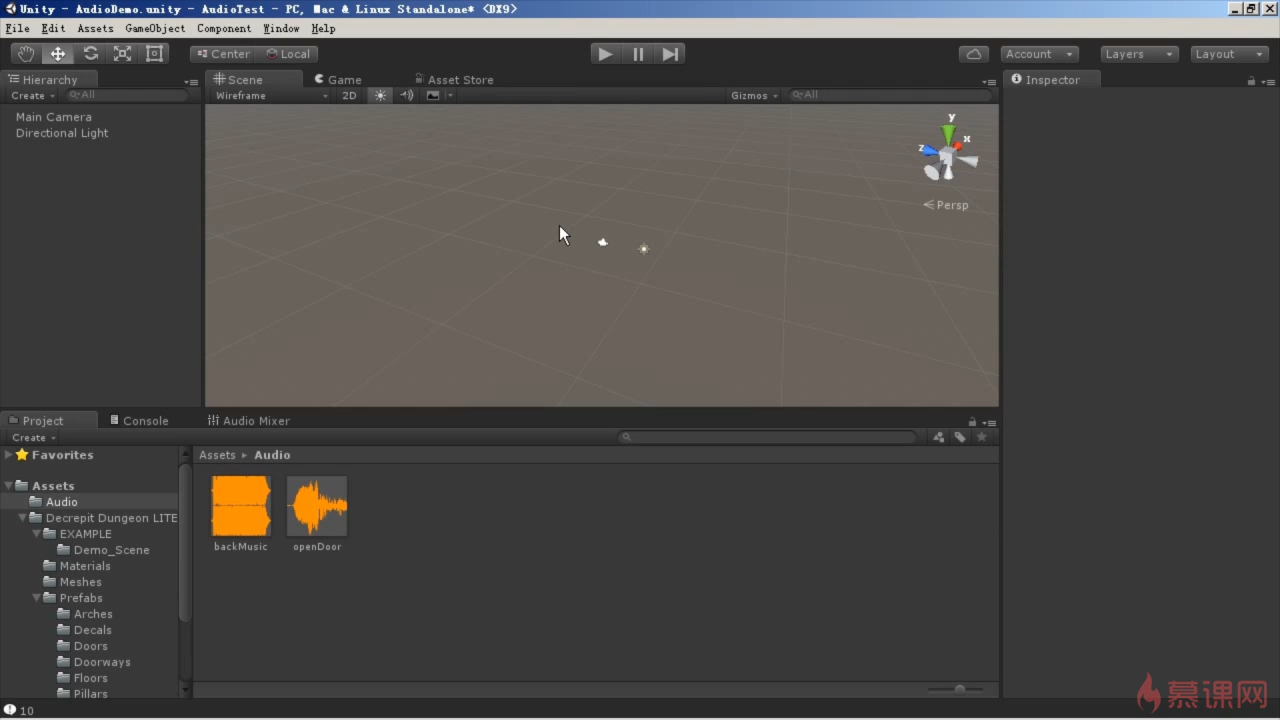 Unity - AudioDemo.unity - AudioTest - PC, Mac & Linux Standalone* <DX9>
File Edit Assets GameObject Component Window Help
Center Local Account Layers Layout
Hierarchy Scene Game Asset Store Inspector
Create All Wireframe 2D Gizmos All
Main Camera
Directional Light
y
x
z
Persp
Project Console Audio Mixer
Create
Favorites
Assets Audio
Assets
Audio
Decrepit Dungeon LITE
EXAMPLE
Demo_Scene
Materials
Meshes
Prefabs
Arches
Decals
Doors
Doorways
Floors
Pillars
backMusic openDoor
10
慕课网